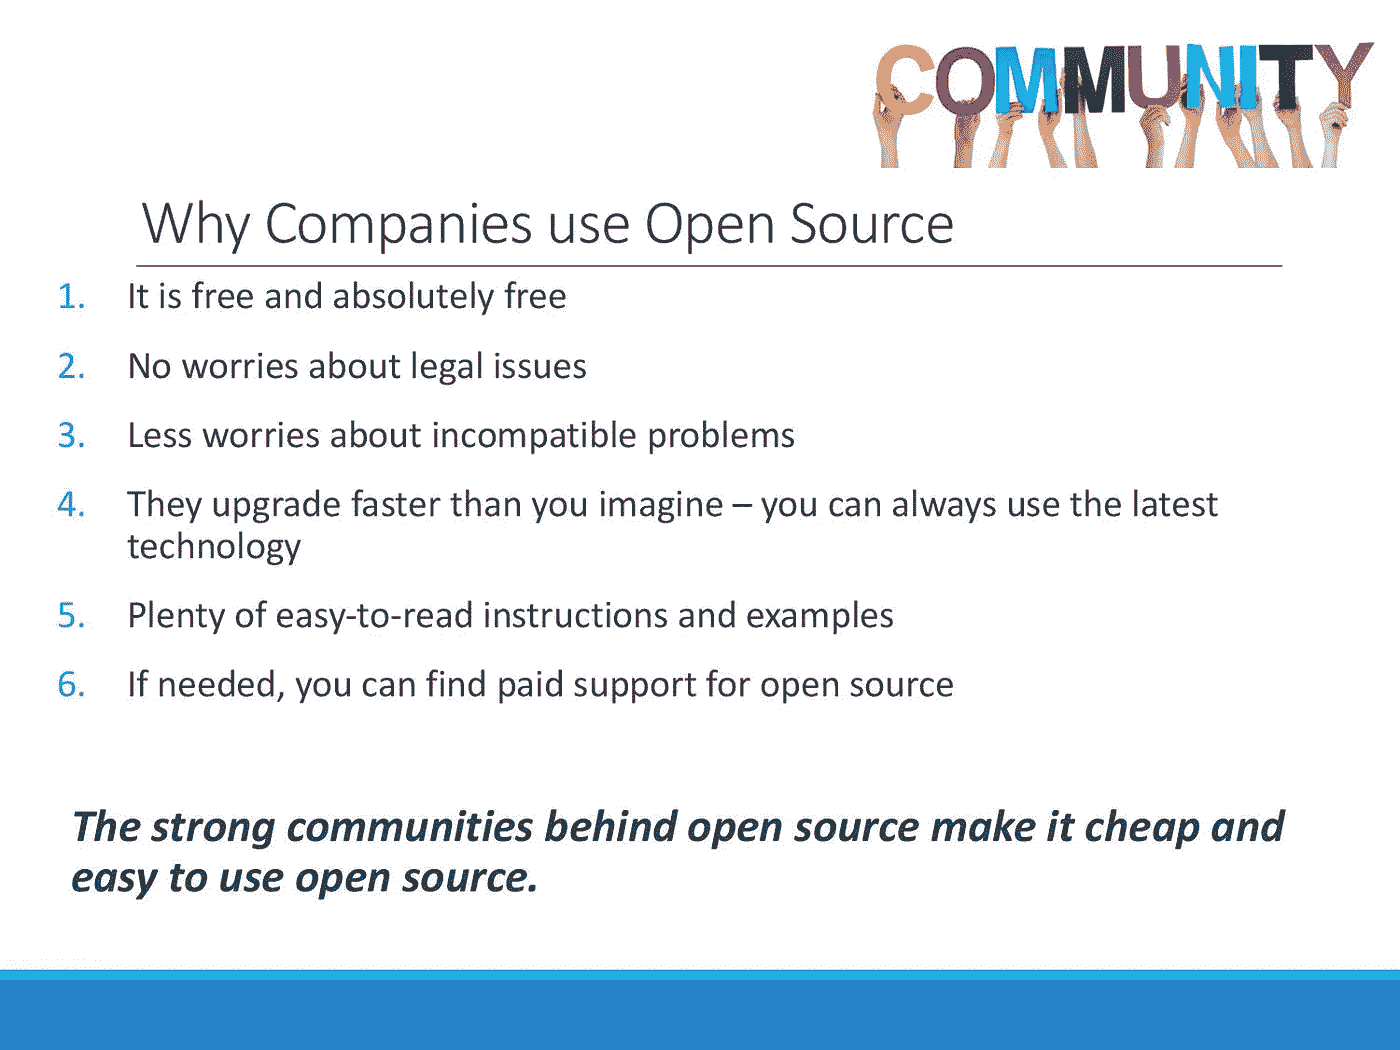 COMMUNITY
Why Companies use Open Source
1. It is free and absolutely free
2. No worries about legal issues
3. Less worries about incompatible problems
4. They upgrade faster than you imagine – you can always use the latest
technology
5. Plenty of easy-to-read instructions and examples
6. If needed, you can find paid support for open source
The strong communities behind open source make it cheap and
easy to use open source.